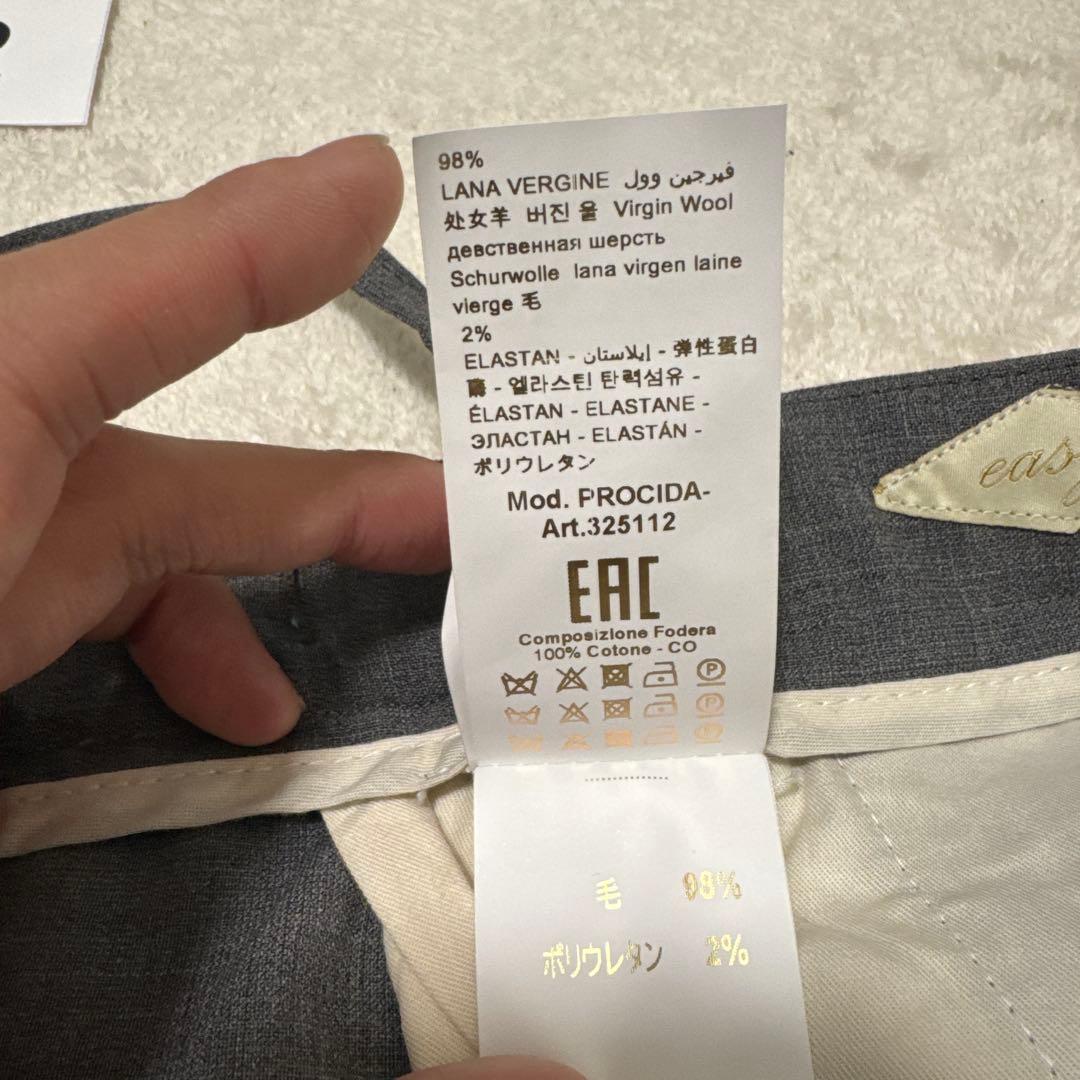 98%
LANA VERGINE فيرجين وول
处女羊 버진 울 Virgin Wool
девственная шерсть
Schurwolle lana virgen laine
vierge 毛
2%
ELASTAN - إيلاستان - 弹性蛋白
酶 - 엘라스틴 탄력섬유 -
ÉLASTAN - ELASTANE -
ЭЛАСТАН - ELASTÁN -
ポリウレタン
Mod. PROCIDA-
Art.325112
EAC
Composizione Fodera
100% Cotone - CO
P
P
P
easy
毛 98%
ポリウレタン 2%